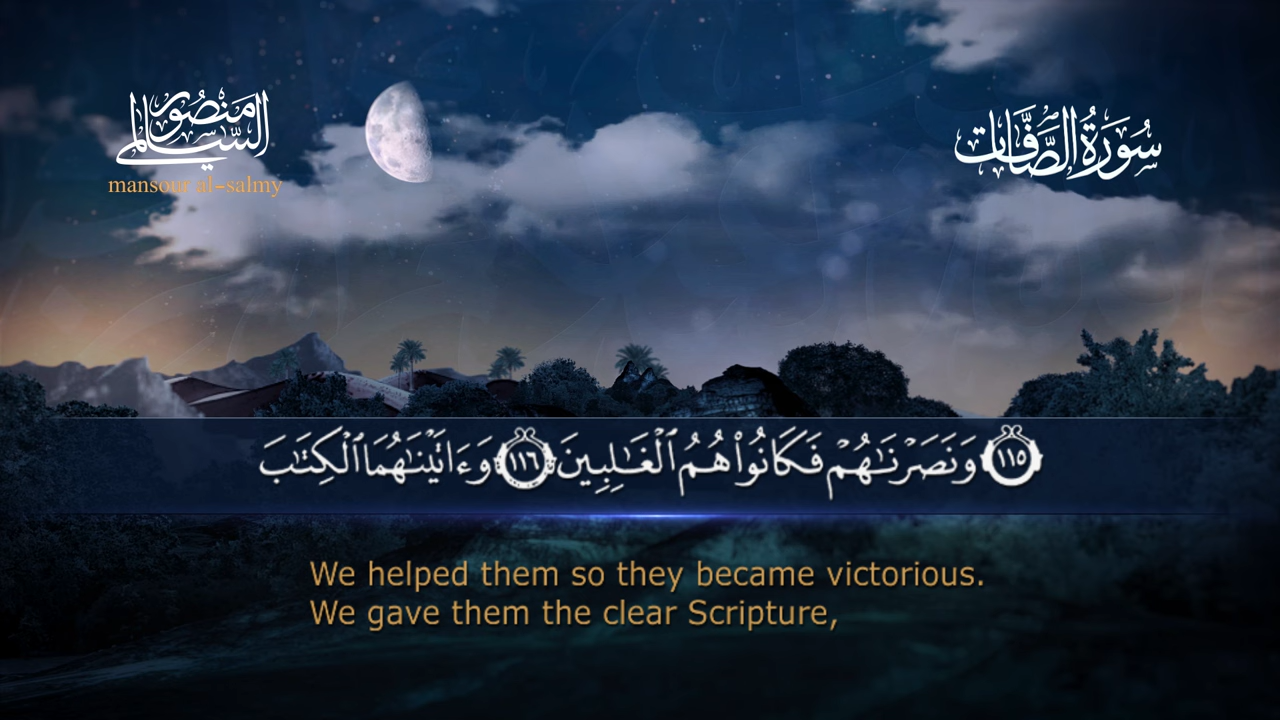 منصور السالمي
mansour al-salmy
سُورَةُ الصَّافَّات
١١٥ وَنَصَرْنَـٰهُمْ فَكَانُوا۟ هُمُ ٱلْغَـٰلِبِينَ ١١٦ وَءَاتَيْنَـٰهُمَا ٱلْكِتَـٰبَ
We helped them so they became victorious.
We gave them the clear Scripture,